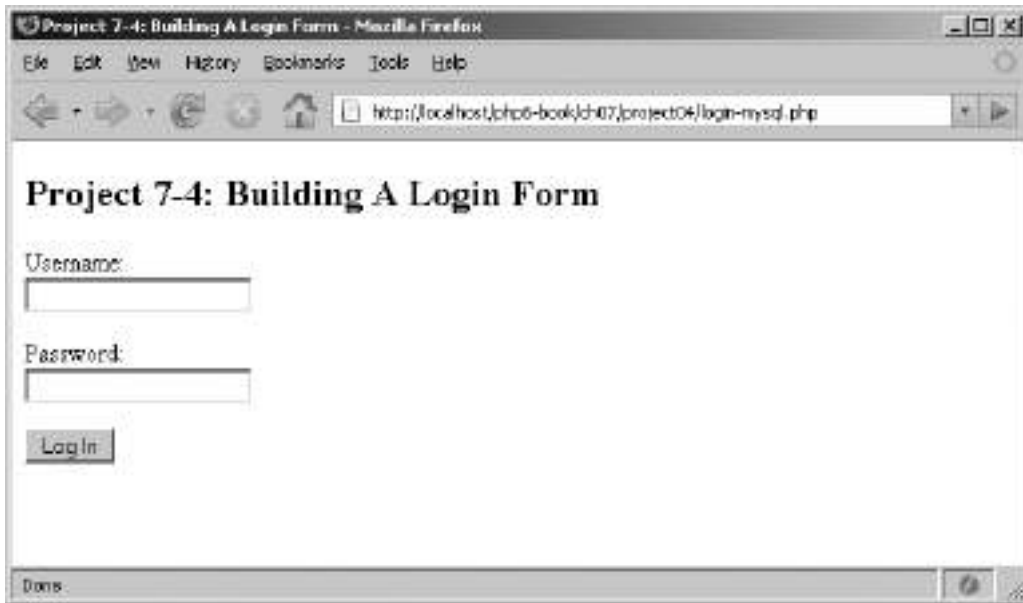 Project 7-4: Building A Login Form - Mozilla Firefox
File Edit View History Bookmarks Tools Help
http://localhost/php6-book/ch07/project04/login-mysql.php
Project 7-4: Building A Login Form
Username:
Password:
Log In
Done